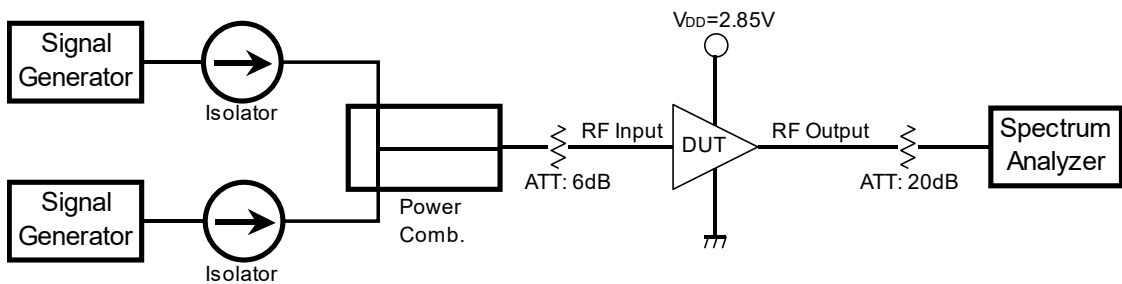 Signal
Generator
Isolator
VDD=2.85V
RF Input
DUT
RF Output
Spectrum
Analyzer
ATT: 6dB
ATT: 20dB
Signal
Generator
Isolator
Power
Comb.